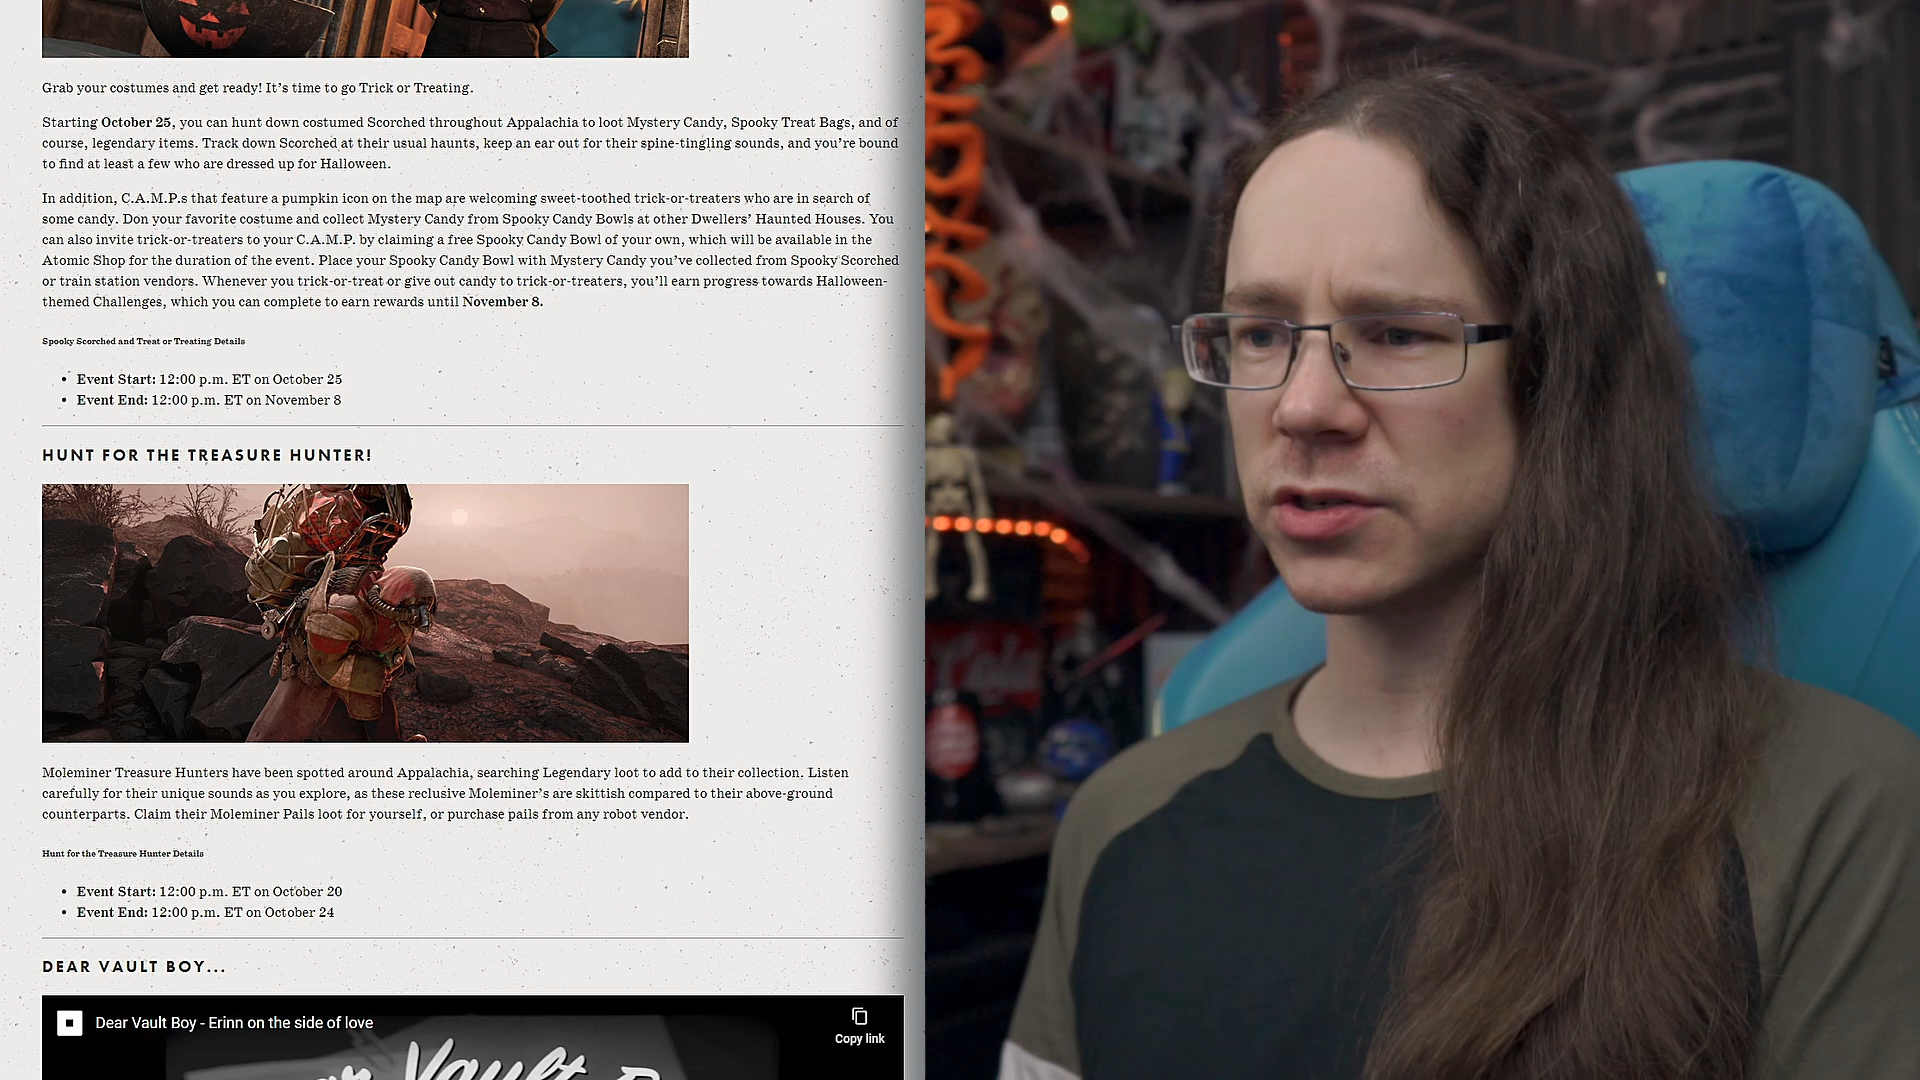 Grab your costumes and get ready! It’s time to go Trick or Treating.
Starting October 25, you can hunt down costumed Scorched throughout Appalachia to loot Mystery Candy, Spooky Treat Bags, and of
course, legendary items. Track down Scorched at their usual haunts, keep an ear out for their spine-tingling sounds, and you’re bound
to find at least a few who are dressed up for Halloween.
In addition, C.A.M.P.s that feature a pumpkin icon on the map are welcoming sweet-toothed trick-or-treaters who are in search of
some candy. Don your favorite costume and collect Mystery Candy from Spooky Candy Bowls at other Dwellers’ Haunted Houses. You
can also invite trick-or-treaters to your C.A.M.P. by claiming a free Spooky Candy Bowl of your own, which will be available in the
Atomic Shop for the duration of the event. Place your Spooky Candy Bowl with Mystery Candy you’ve collected from Spooky Scorched
or train station vendors. Whenever you trick-or-treat or give out candy to trick-or-treaters, you’ll earn progress towards Halloween-
themed Challenges, which you can complete to earn rewards until November 8.
Spooky Scorched and Treat or Treating Details
• Event Start: 12:00 p.m. ET on October 25
• Event End: 12:00 p.m. ET on November 8
HUNT FOR THE TREASURE HUNTER!
Moleminer Treasure Hunters have been spotted around Appalachia, searching Legendary loot to add to their collection. Listen
carefully for their unique sounds as you explore, as these reclusive Moleminer’s are skittish compared to their above-ground
counterparts. Claim their Moleminer Pails loot for yourself, or purchase pails from any robot vendor.
Hunt for the Treasure Hunter Details
• Event Start: 12:00 p.m. ET on October 20
• Event End: 12:00 p.m. ET on October 24
DEAR VAULT BOY...
Dear Vault Boy - Erinn on the side of love
Copy link
Vault
Cola